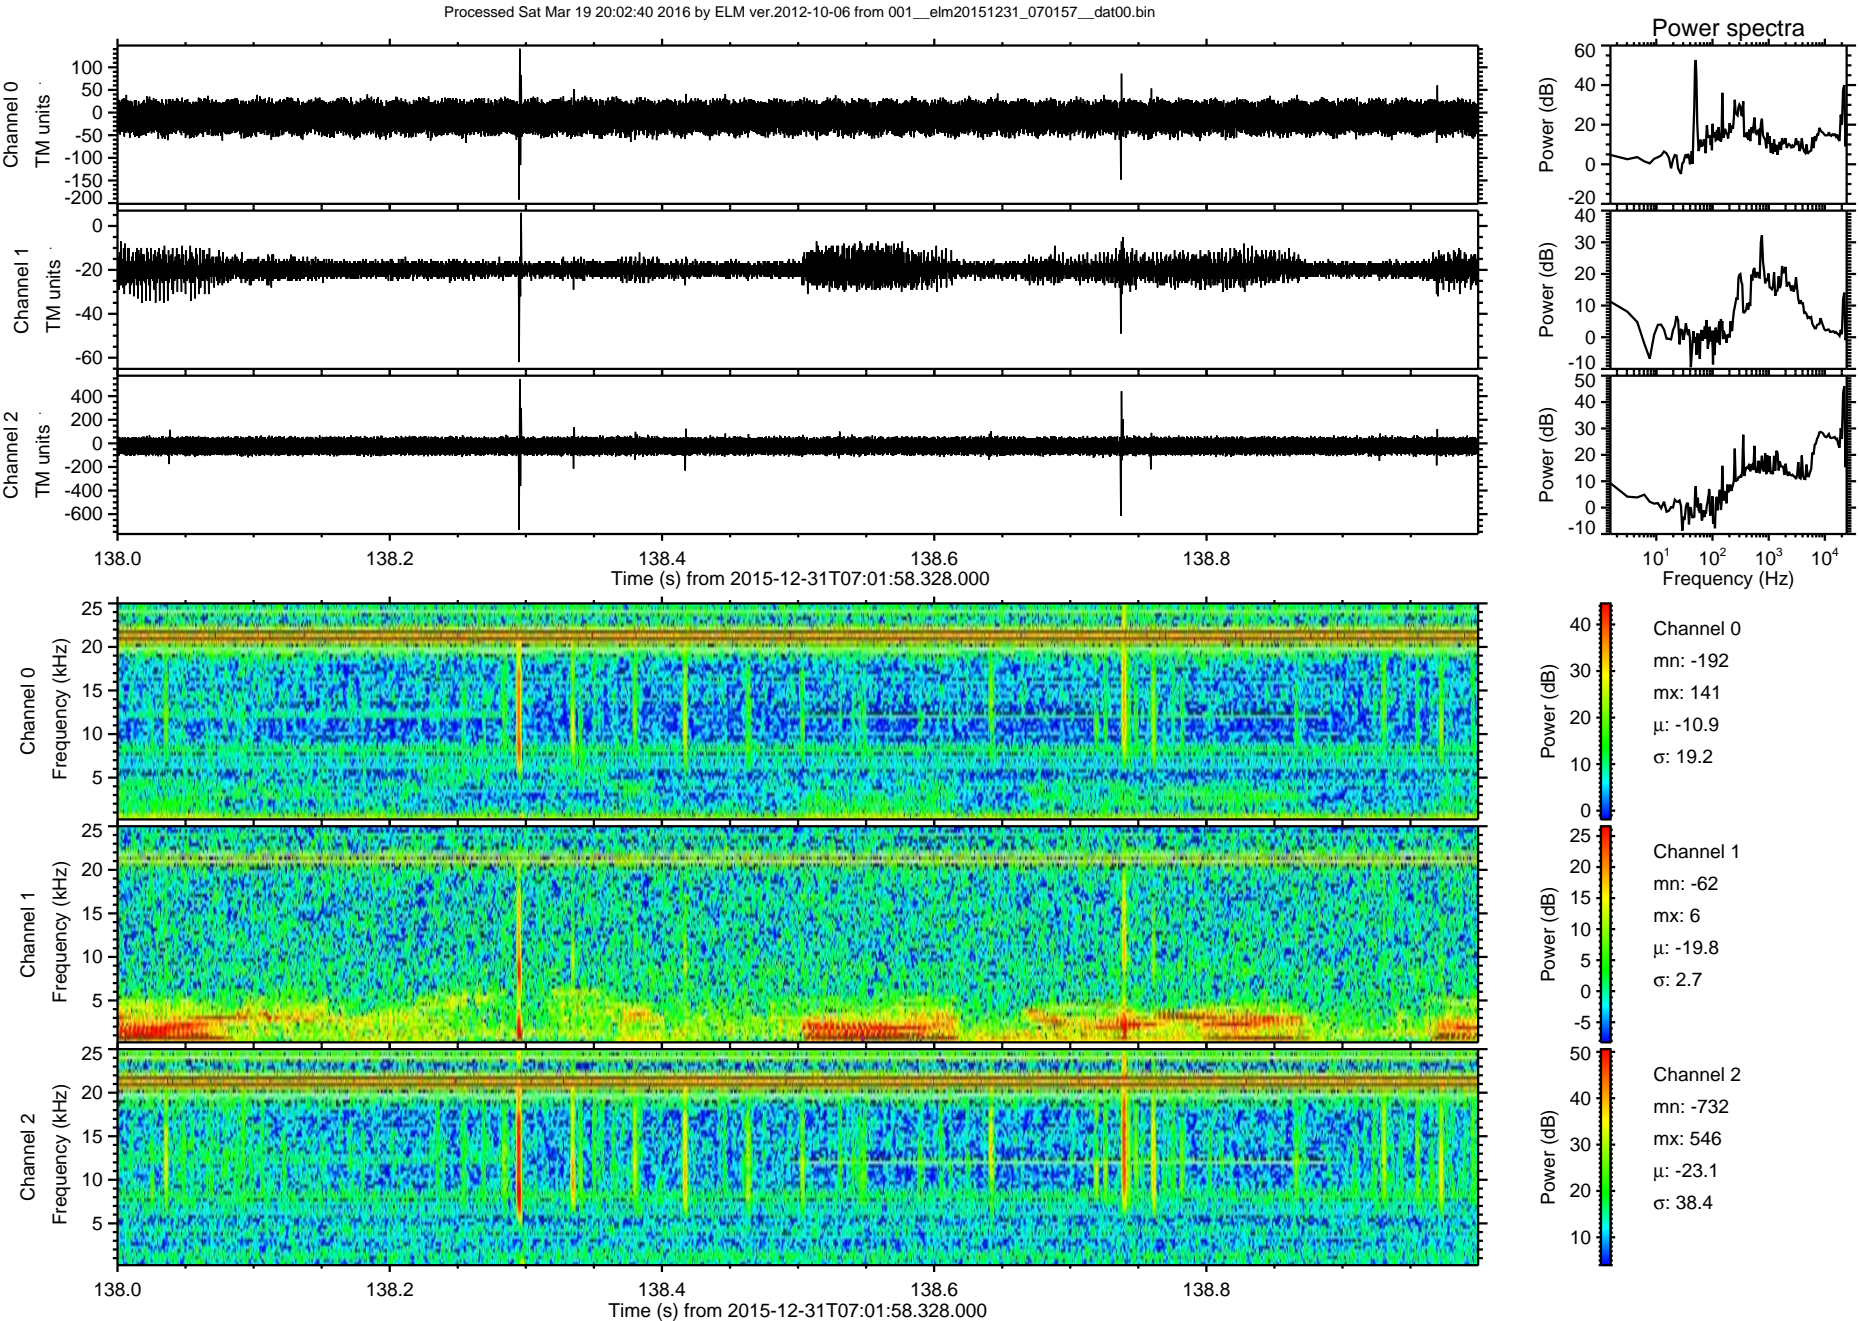 Processed Sat Mar 19 20:02:40 2016 by ELM ver.2012-10-06 from 001__elm20151231_070157__dat00.bin
Power spectra
Channel 0
TM units
100
50
0
-50
-100
-150
-200
Power (dB)
60
40
20
0
-20
Channel 1
TM units
0
-20
-40
-60
Power (dB)
40
30
20
10
0
-10
Channel 2
TM units
400
200
0
-200
-400
-600
Power (dB)
50
40
30
20
10
0
-10
138.0 138.2 138.4 138.6 138.8
Time (s) from 2015-12-31T07:01:58.328.000
10¹ 10² 10³ 10⁴
Frequency (Hz)
Channel 0
Frequency (kHz)
25
20
15
10
5
Power (dB)
40
30
20
10
0
Channel 0
mn: -192
mx: 141
µ: -10.9
σ: 19.2
Channel 1
Frequency (kHz)
25
20
15
10
5
Power (dB)
25
20
15
10
5
0
-5
Channel 1
mn: -62
mx: 6
µ: -19.8
σ: 2.7
Channel 2
Frequency (kHz)
25
20
15
10
5
Power (dB)
50
40
30
20
10
Channel 2
mn: -732
mx: 546
µ: -23.1
σ: 38.4
138.0 138.2 138.4 138.6 138.8
Time (s) from 2015-12-31T07:01:58.328.000